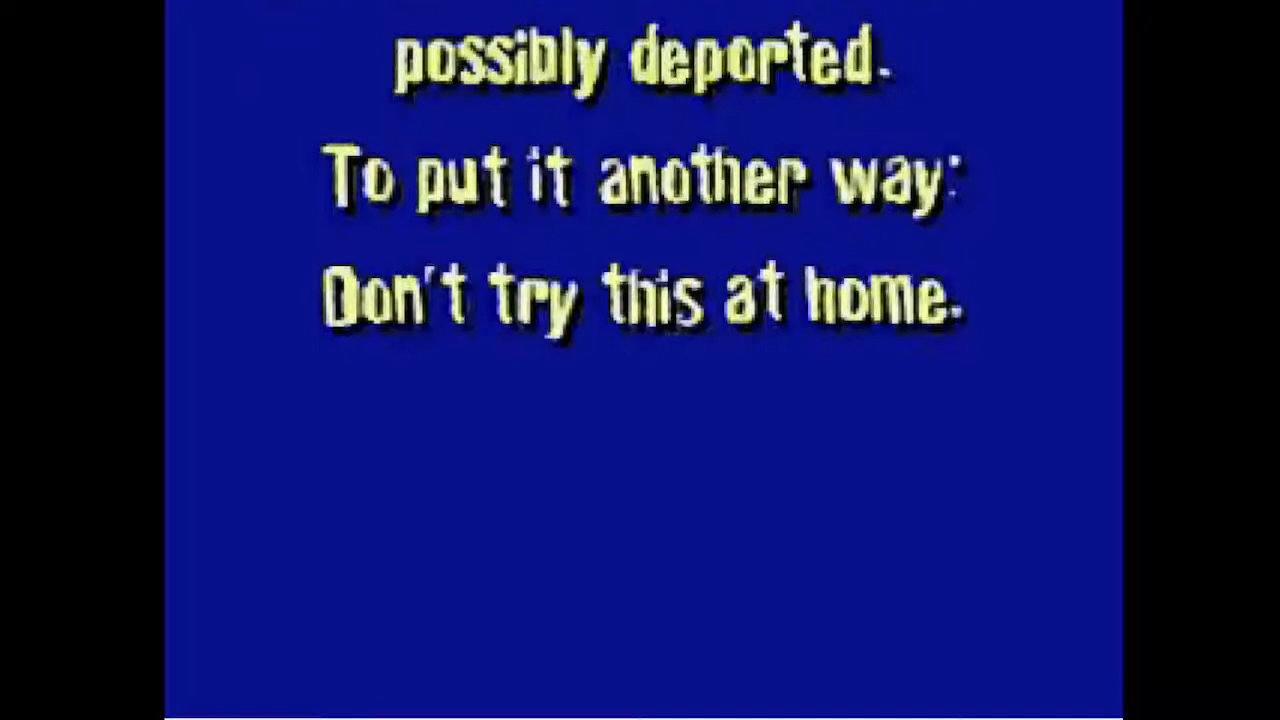 possibly deported.
To put it another way:
Don't try this at home.